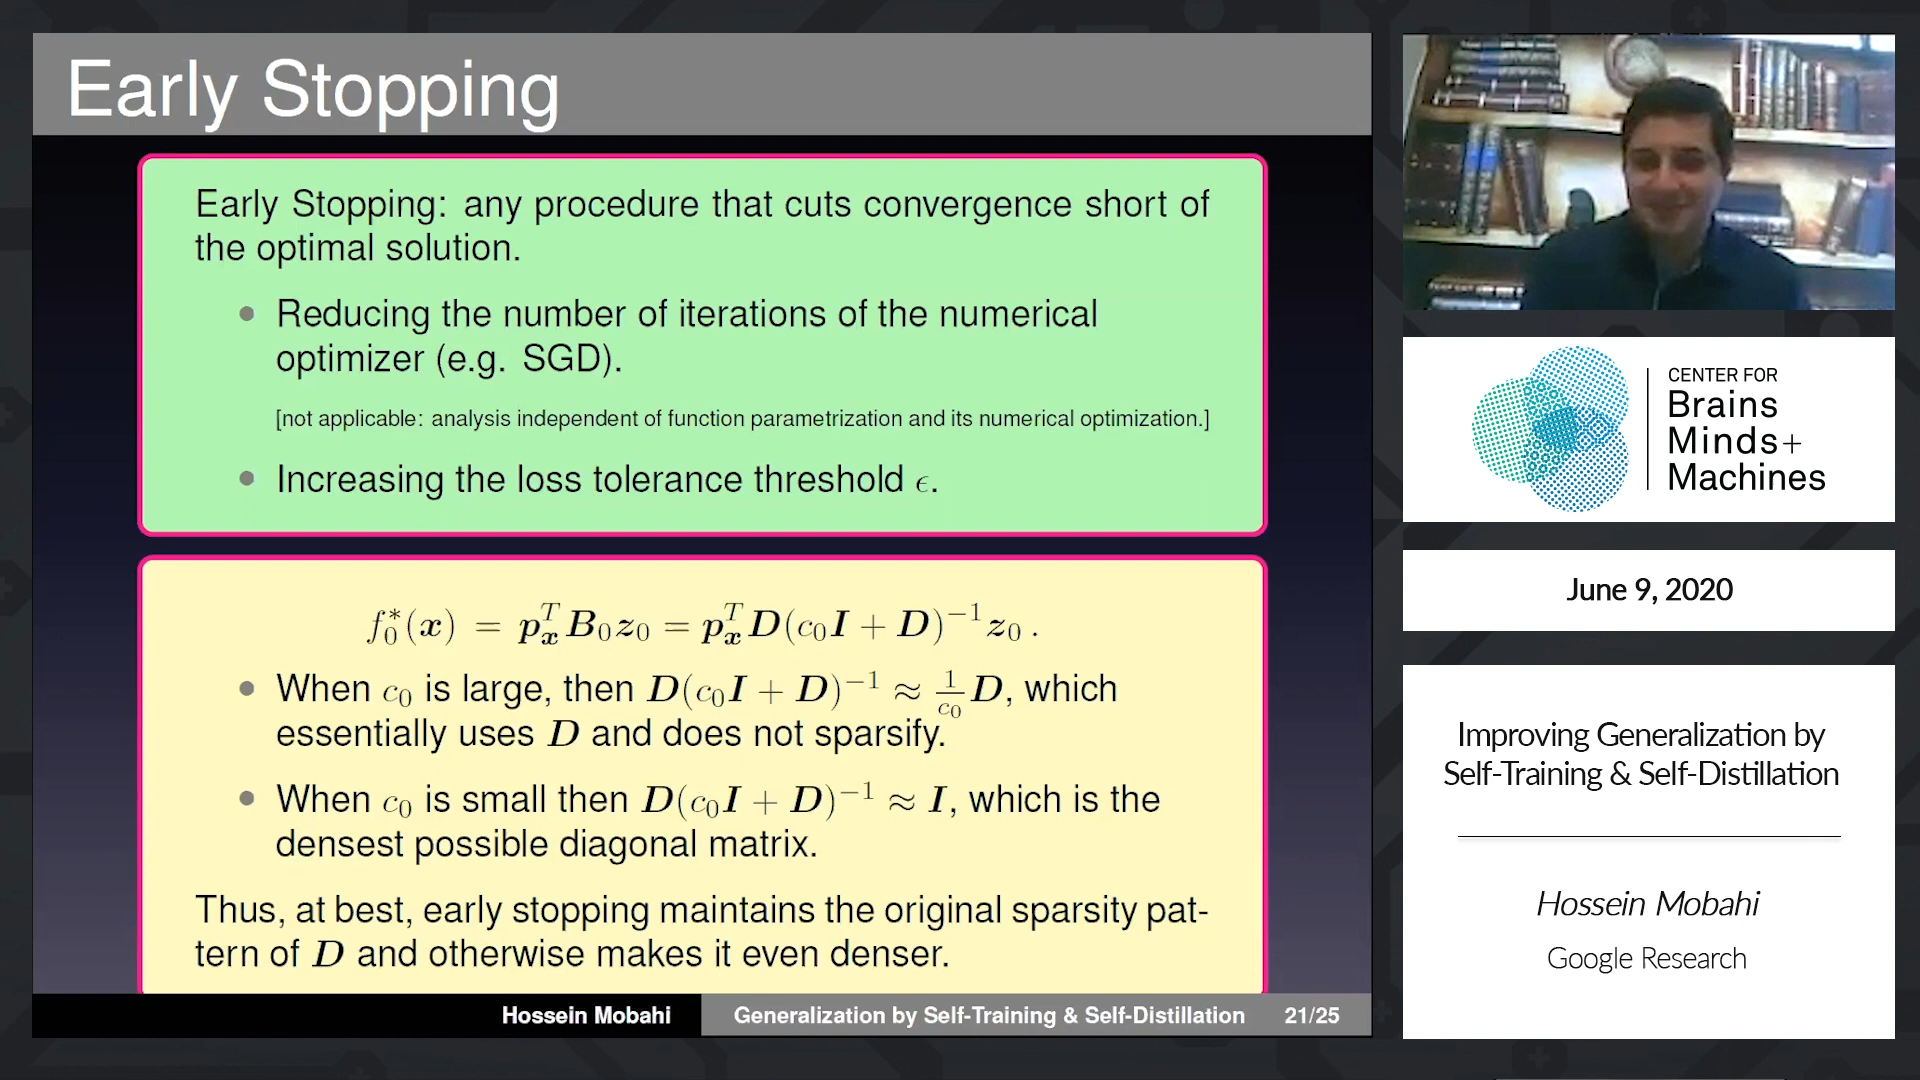 Early Stopping
Early Stopping: any procedure that cuts convergence short of
the optimal solution.
Reducing the number of iterations of the numerical
optimizer (e.g. SGD).
[not applicable: analysis independent of function parametrization and its numerical optimization.]
Increasing the loss tolerance threshold ϵ.
f₀*(x) = pₓᵀB₀z₀ = pₓᵀD(c₀I + D)⁻¹z₀ .
When c₀ is large, then D(c₀I + D)⁻¹ ≈ 1/c₀ D, which
essentially uses D and does not sparsify.
When c₀ is small then D(c₀I + D)⁻¹ ≈ I, which is the
densest possible diagonal matrix.
Thus, at best, early stopping maintains the original sparsity pat-
tern of D and otherwise makes it even denser.
Hossein Mobahi Generalization by Self-Training & Self-Distillation 21/25
CENTER FOR
Brains
Minds+
Machines
June 9, 2020
Improving Generalization by
Self-Training & Self-Distillation
Hossein Mobahi
Google Research